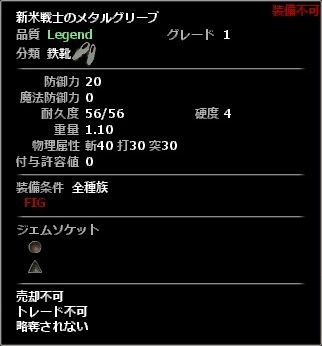 新米戦士のメタルグリーブ 装備不可
品質 Legend グレード 1
分類 鉄靴
防御力 20
魔法防御力 0
耐久度 56/56 硬度 4
重量 1.10
物理属性 斬40 打30 突30
付与許容値 0
装備条件 全種族
FIG
ジェムソケット
売却不可
トレード不可
略奪されない